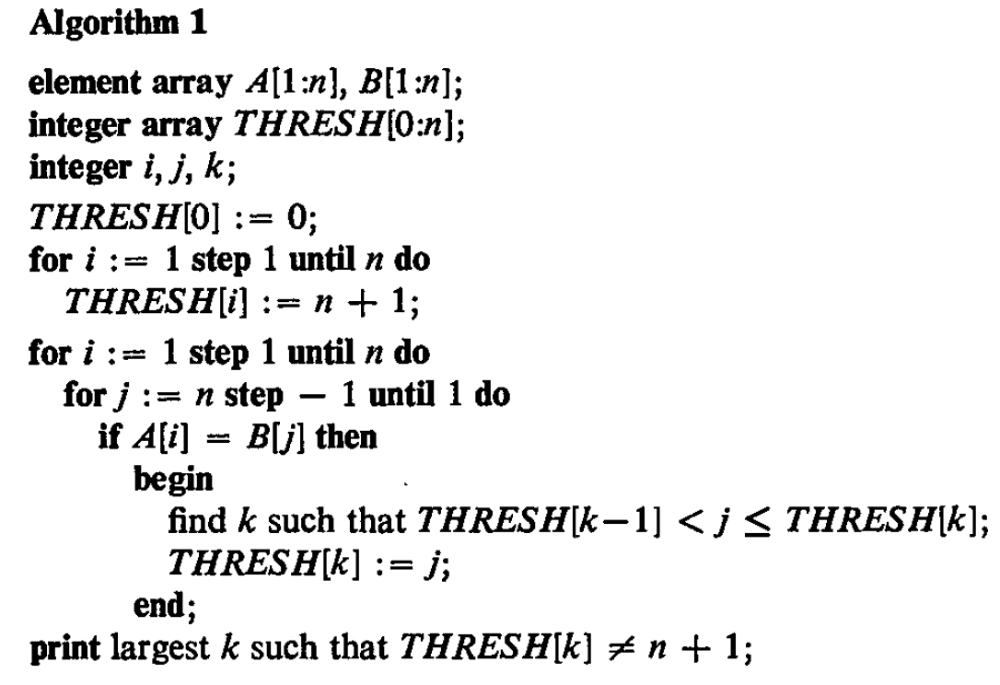 Algorithm 1
element array A[1:n], B[1:n];
integer array THRESH[0:n];
integer i, j, k;
THRESH[0] := 0;
for i := 1 step 1 until n do
THRESH[i] := n + 1;
for i := 1 step 1 until n do
for j := n step − 1 until 1 do
if A[i] = B[j] then
begin
find k such that THRESH[k−1] < j ≤ THRESH[k];
THRESH[k] := j;
end;
print largest k such that THRESH[k] ≠ n + 1;